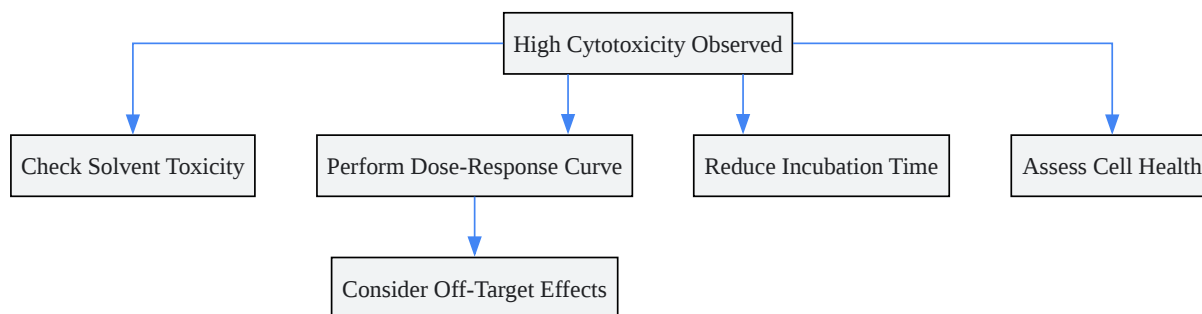 High Cytotoxicity Observed
Check Solvent Toxicity
Perform Dose-Response Curve
Reduce Incubation Time
Assess Cell Health
Consider Off-Target Effects